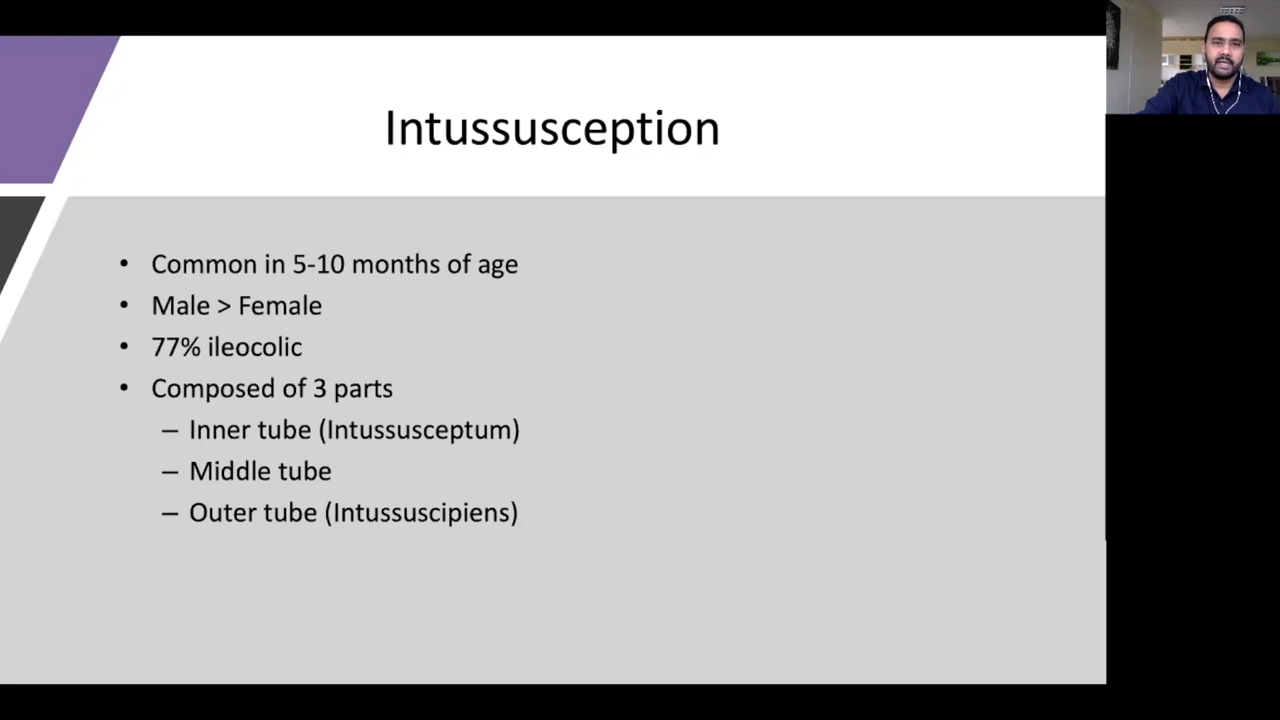 Intussusception
• Common in 5-10 months of age
• Male > Female
• 77% ileocolic
• Composed of 3 parts
– Inner tube (Intussusceptum)
– Middle tube
– Outer tube (Intussuscipiens)